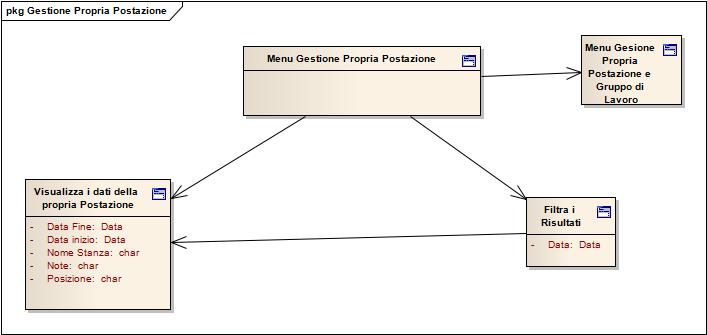 pkg Gestione Propria Postazione
Menu Gestione Propria Postazione
Menu Gesione
Propria
Postazione e
Gruppo di
Lavoro
Visualizza i dati della
propria Postazione
- Data Fine: Data
- Data inizio: Data
- Nome Stanza: char
- Note: char
- Posizione: char
Filtra i
Risultati
- Data: Data